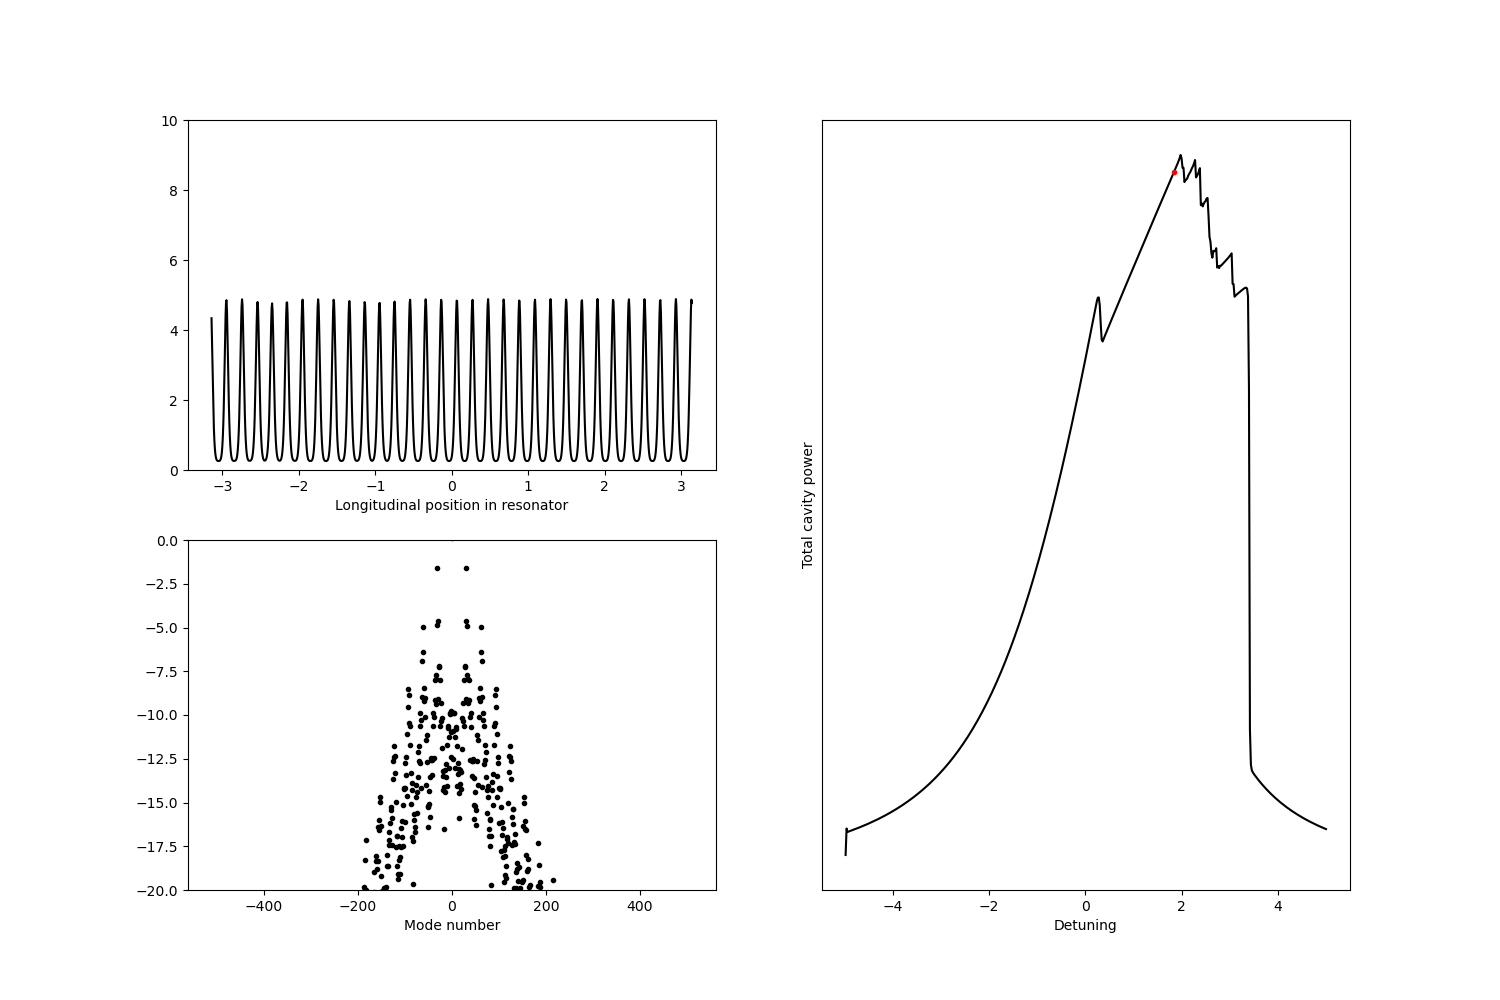 10
8
6
4
2
0
−3 −2 −1 0 1 2 3
Longitudinal position in resonator
0.0
−2.5
−5.0
−7.5
−10.0
−12.5
−15.0
−17.5
−20.0
−400 −200 0 200 400
Mode number
Total cavity power
−4 −2 0 2 4
Detuning